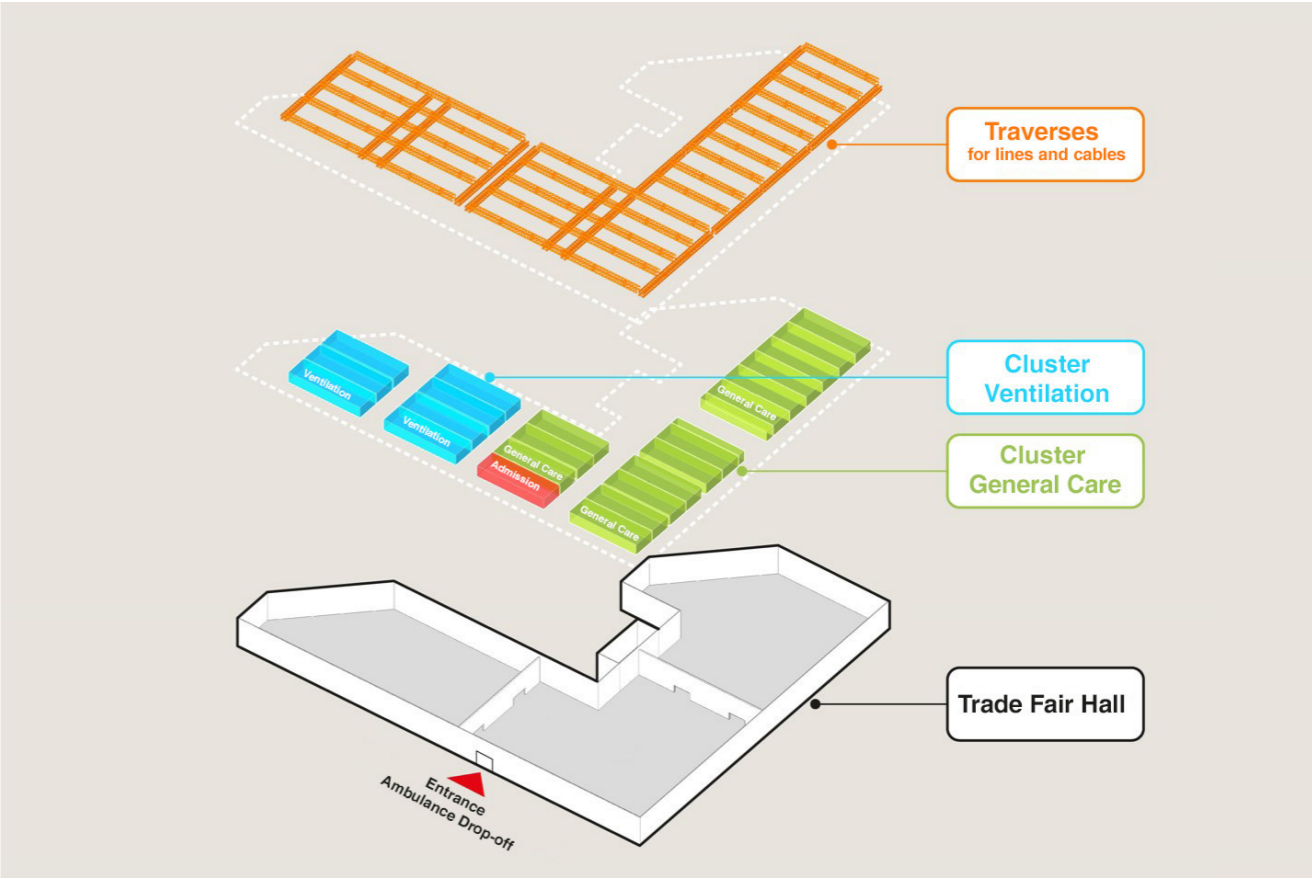 Traverses
for lines and cables
Cluster
Ventilation
Cluster
General Care
Ventilation
Ventilation
General Care
Admission
General Care
General Care
Trade Fair Hall
Entrance
Ambulance Drop-off